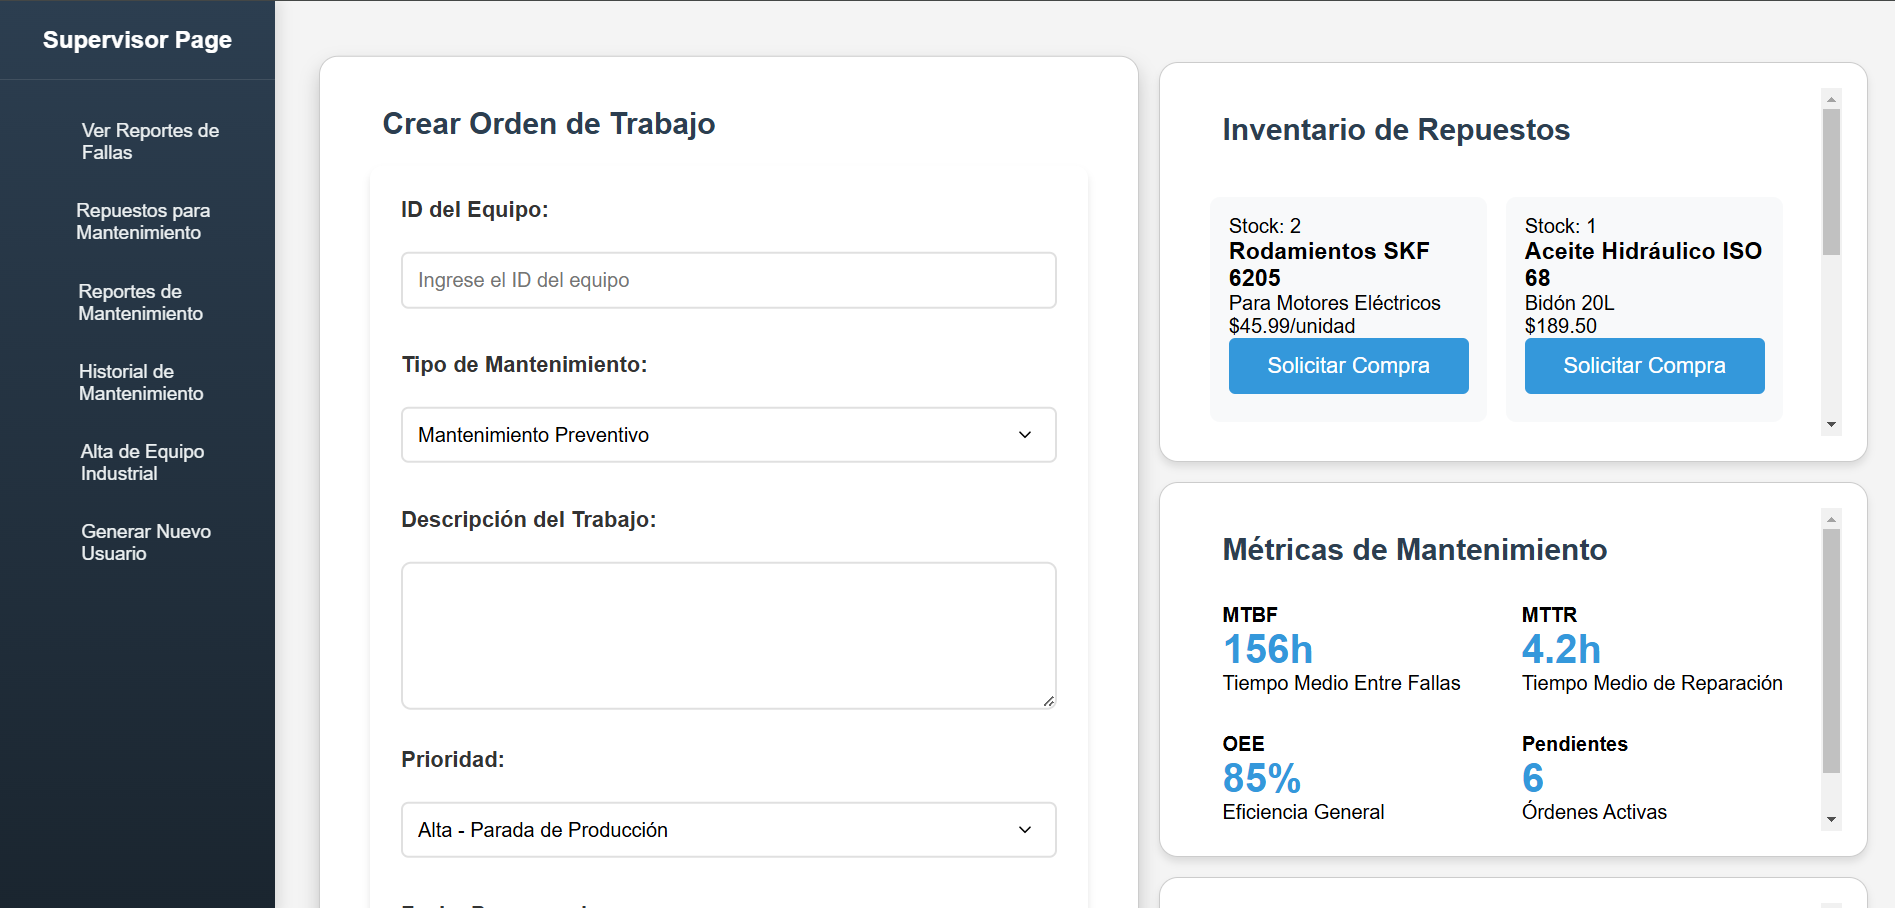 Supervisor Page
Ver Reportes de
Fallas
Repuestos para
Mantenimiento
Reportes de
Mantenimiento
Historial de
Mantenimiento
Alta de Equipo
Industrial
Generar Nuevo
Usuario
Crear Orden de Trabajo
ID del Equipo:
Ingrese el ID del equipo
Tipo de Mantenimiento:
Mantenimiento Preventivo
Descripción del Trabajo:
Prioridad:
Alta - Parada de Producción
Inventario de Repuestos
Stock: 2
Rodamientos SKF
6205
Para Motores Eléctricos
$45.99/unidad
Solicitar Compra
Stock: 1
Aceite Hidráulico ISO
68
Bidón 20L
$189.50
Solicitar Compra
Métricas de Mantenimiento
MTBF
156h
Tiempo Medio Entre Fallas
MTTR
4.2h
Tiempo Medio de Reparación
OEE
85%
Eficiencia General
Pendientes
6
Órdenes Activas